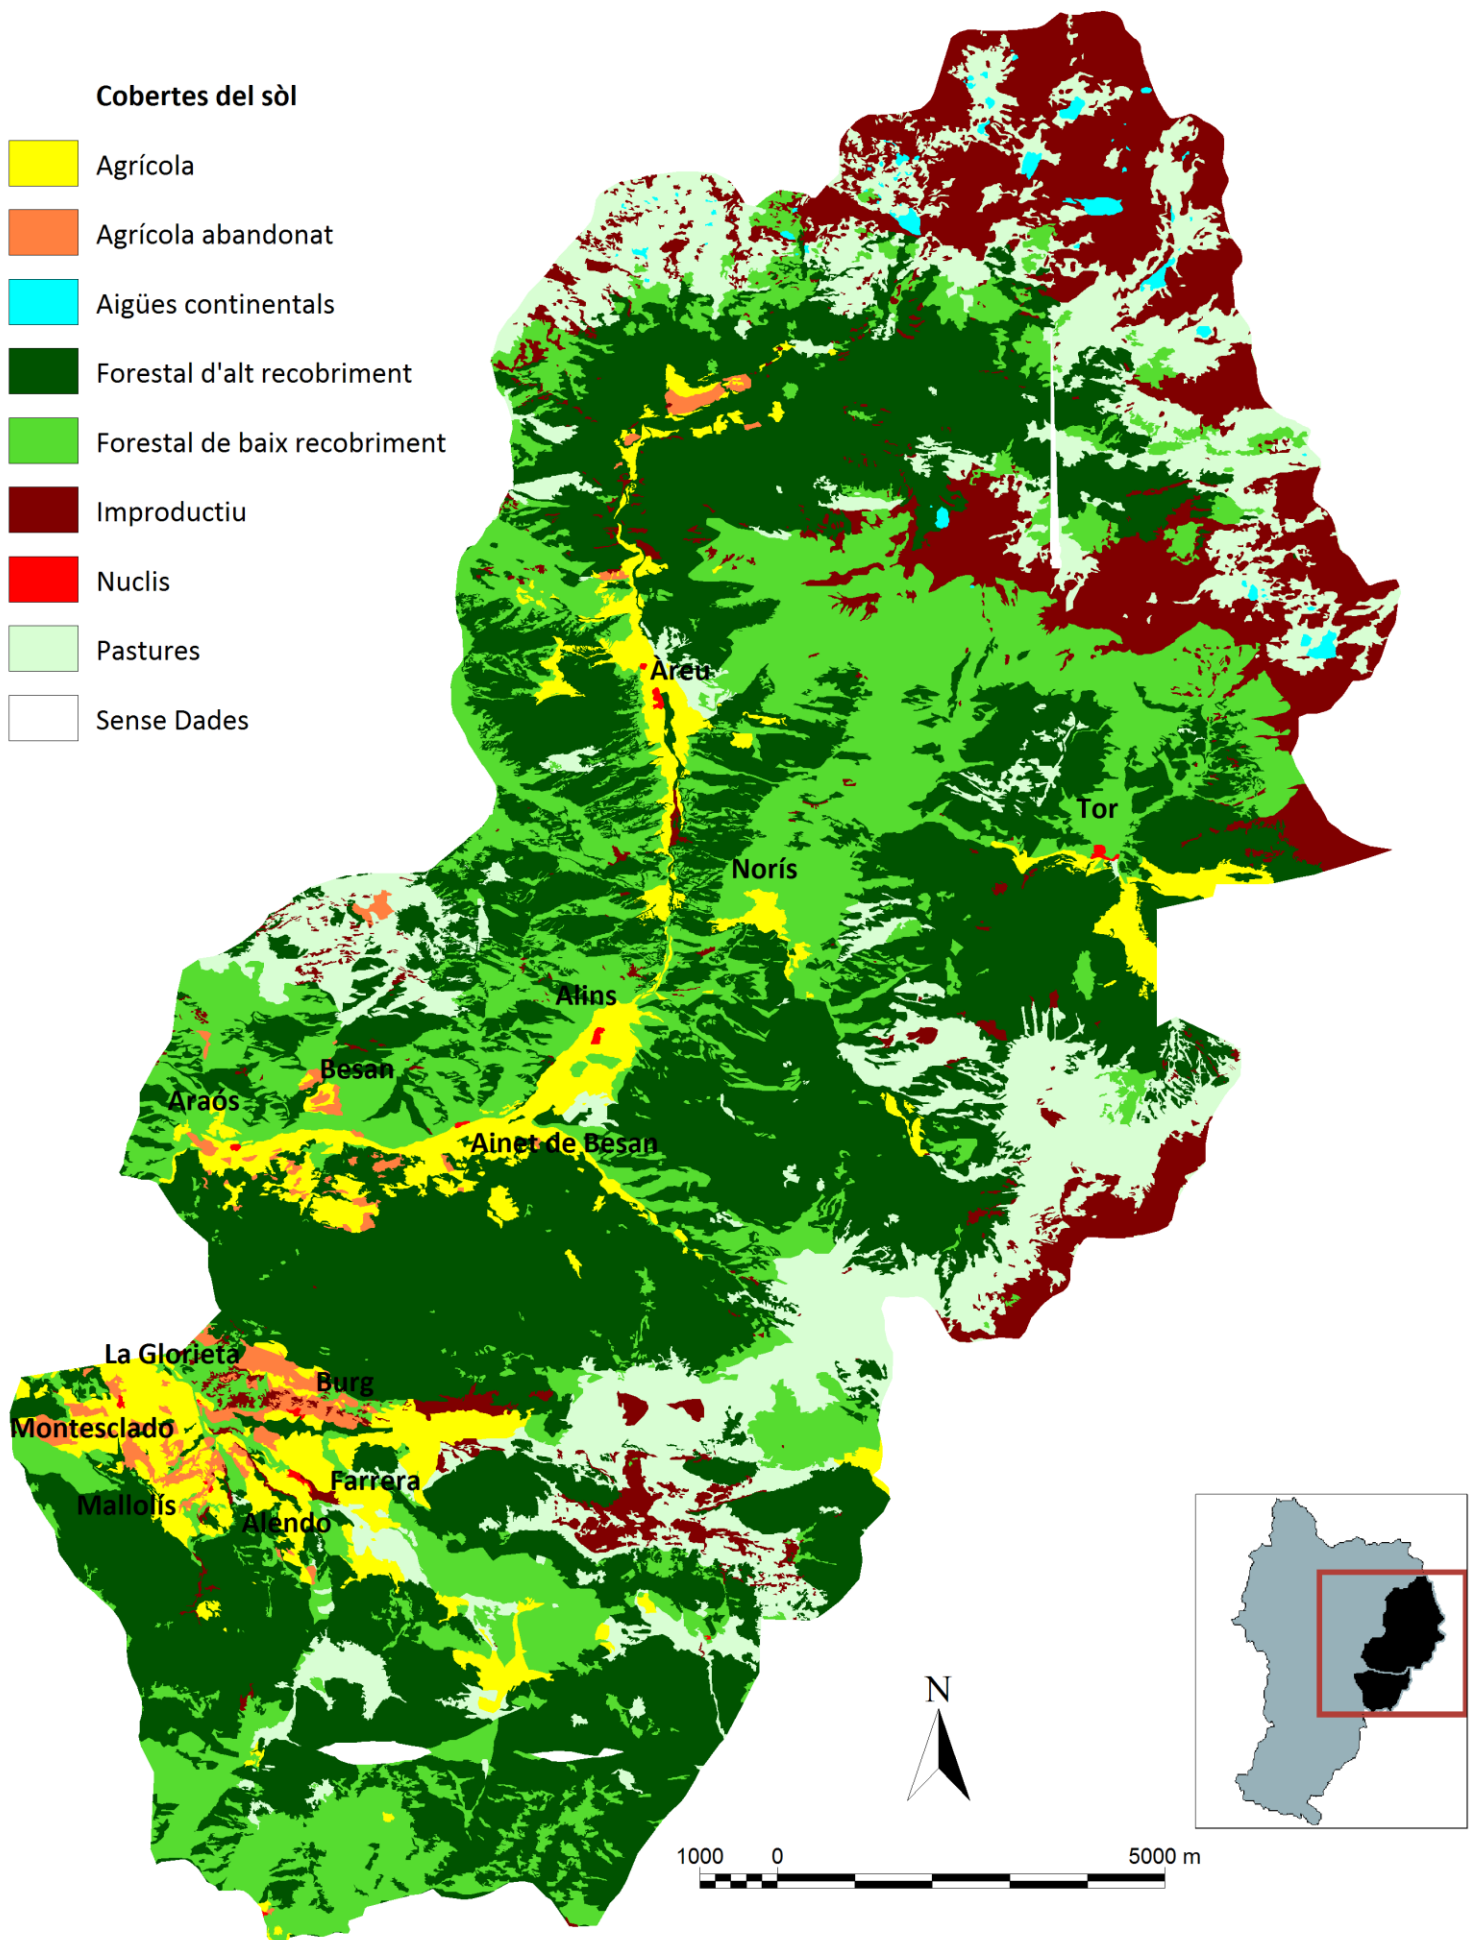 Cobertes del sòl
Agrícola
Agrícola abandonat
Aigües continentals
Forestal d'alt recobriment
Forestal de baix recobriment
Improductiu
Nuclis
Pastures
Sense Dades
Àreu
Tor
Norís
Alins
Besan
Araós
Ainet de Besan
La Glorieta
Burg
Montesclado
Farrera
Mallolís
Alendo
N
1000 0 5000 m